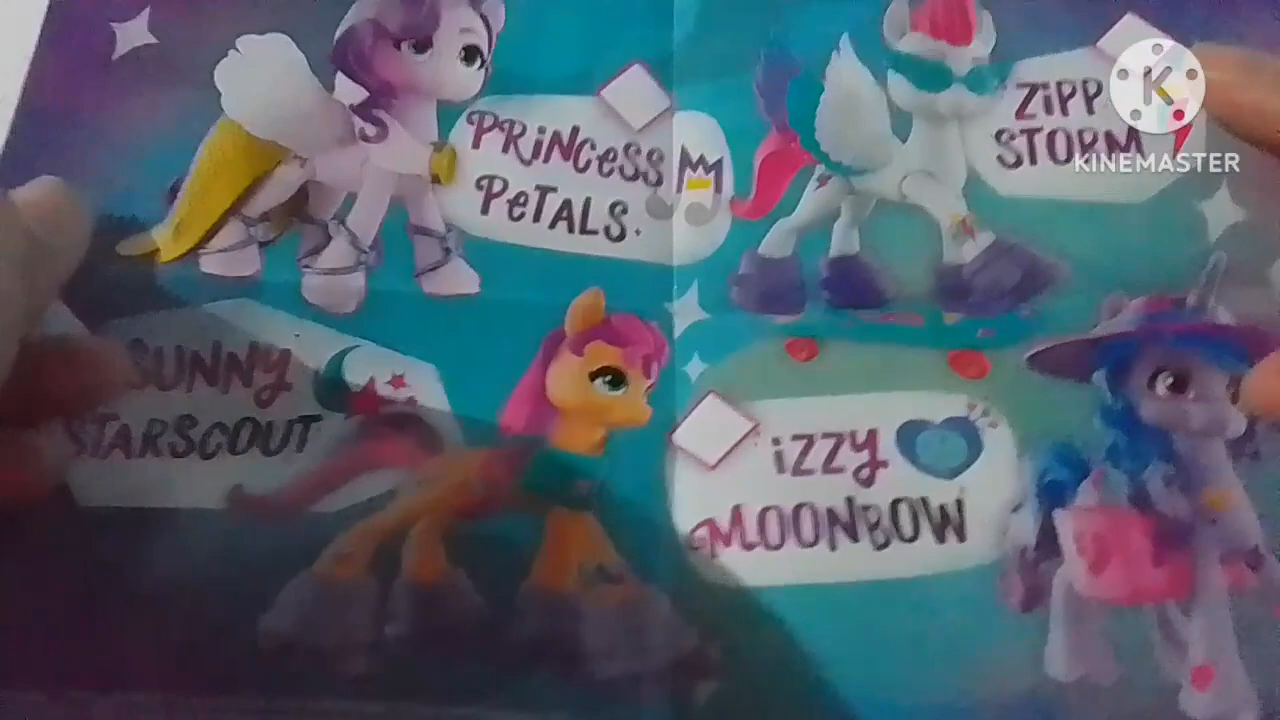 PRINCESS
PETALS
ZIPP
STORM
K
KINEMASTER
SUNNY
STARSCOUT
iZZY
MOONBOW